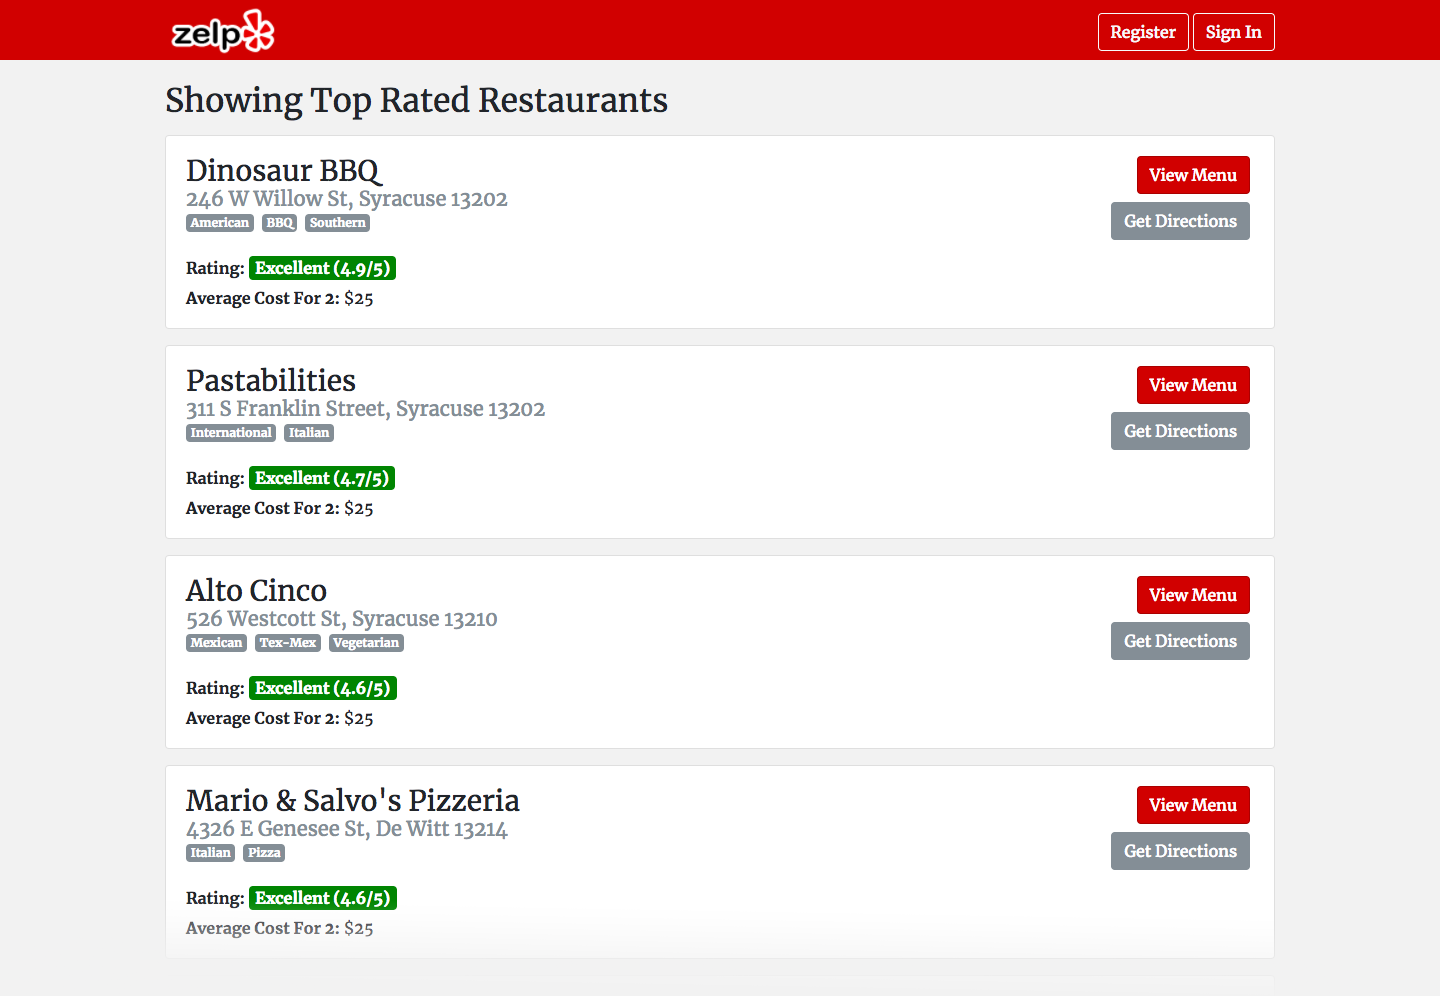 zelp
Register Sign In
Showing Top Rated Restaurants
Dinosaur BBQ
View Menu
246 W Willow St, Syracuse 13202
American BBQ Southern
Get Directions
Rating: Excellent (4.9/5)
Average Cost For 2: $25
Pastabilities
View Menu
311 S Franklin Street, Syracuse 13202
International Italian
Get Directions
Rating: Excellent (4.7/5)
Average Cost For 2: $25
Alto Cinco
View Menu
526 Westcott St, Syracuse 13210
Mexican Tex-Mex Vegetarian
Get Directions
Rating: Excellent (4.6/5)
Average Cost For 2: $25
Mario & Salvo's Pizzeria
View Menu
4326 E Genesee St, De Witt 13214
Italian Pizza
Get Directions
Rating: Excellent (4.6/5)
Average Cost For 2: $25